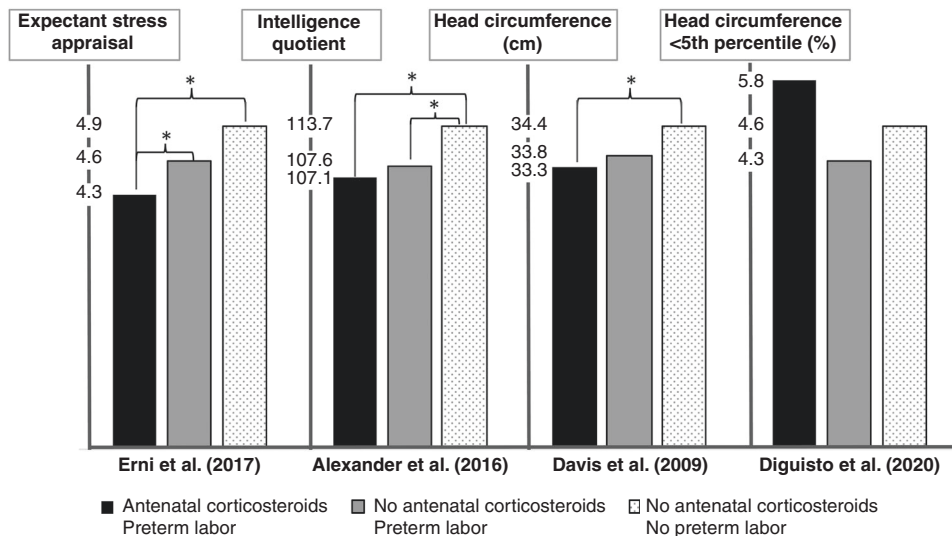 Expectant stress
appraisal
Intelligence
quotient
Head circumference
(cm)
Head circumference
<5th percentile (%)
*
*
4.9
4.6
4.3
*
*
113.7
107.6
107.1
*
34.4
33.8
33.3
5.8
4.6
4.3
Erni et al. (2017)
Alexander et al. (2016)
Davis et al. (2009)
Diguisto et al. (2020)
Antenatal corticosteroids
Preterm labor
No antenatal corticosteroids
Preterm labor
No antenatal corticosteroids
No preterm labor